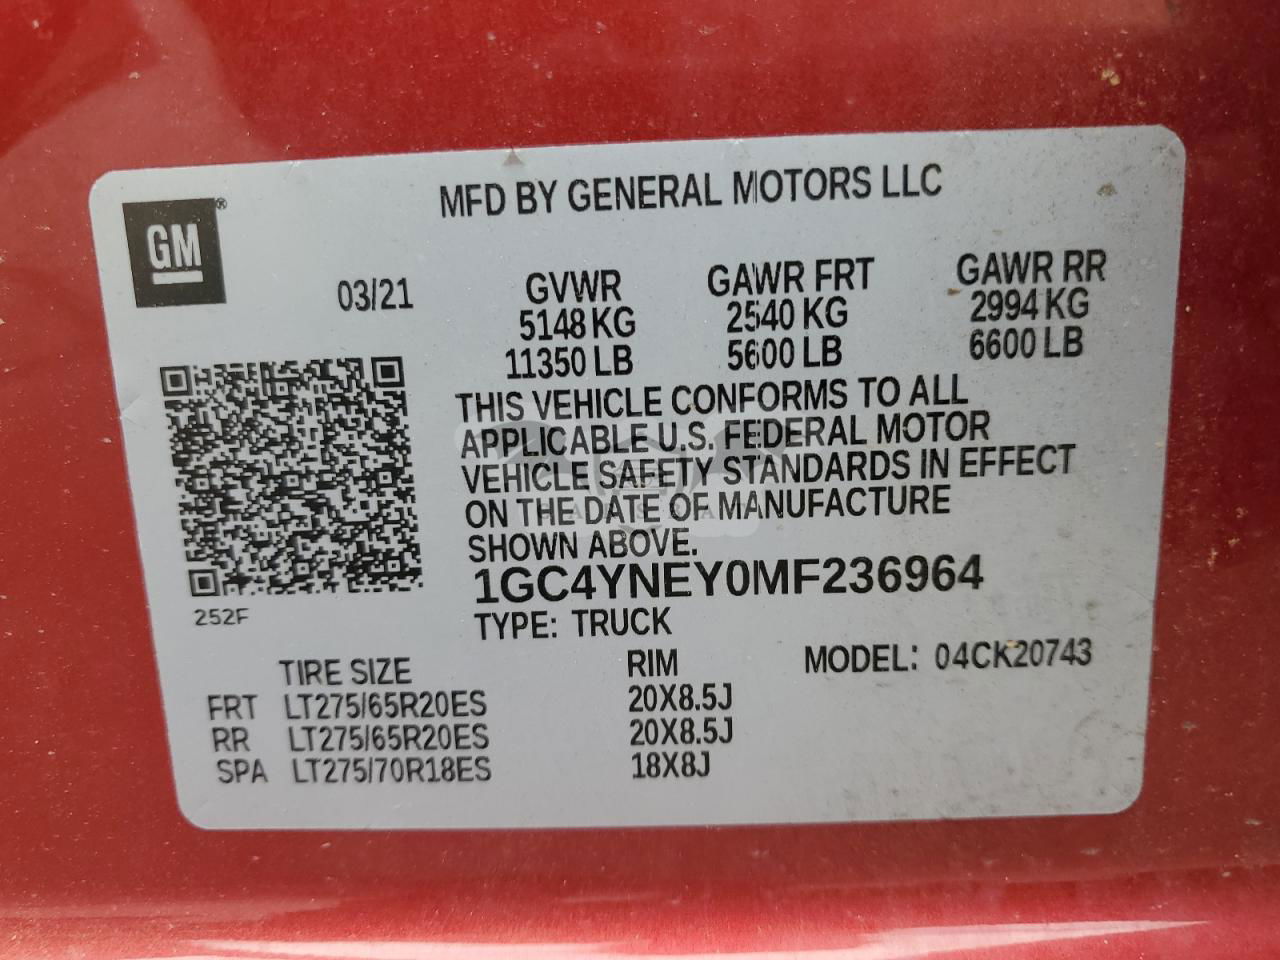 MFD BY GENERAL MOTORS LLC
GM®
03/21 GVWR GAWR FRT GAWR RR
5148 KG 2540 KG 2994 KG
11350 LB 5600 LB 6600 LB
THIS VEHICLE CONFORMS TO ALL
APPLICABLE U.S. FEDERAL MOTOR
VEHICLE SAFETY STANDARDS IN EFFECT
ON THE DATE OF MANUFACTURE
SHOWN ABOVE.
1GC4YNEY0MF236964
252F
TYPE: TRUCK
TIRE SIZE RIM MODEL: 04CK20743
FRT LT275/65R20ES 20X8.5J
RR LT275/65R20ES 20X8.5J
SPA LT275/70R18ES 18X8J